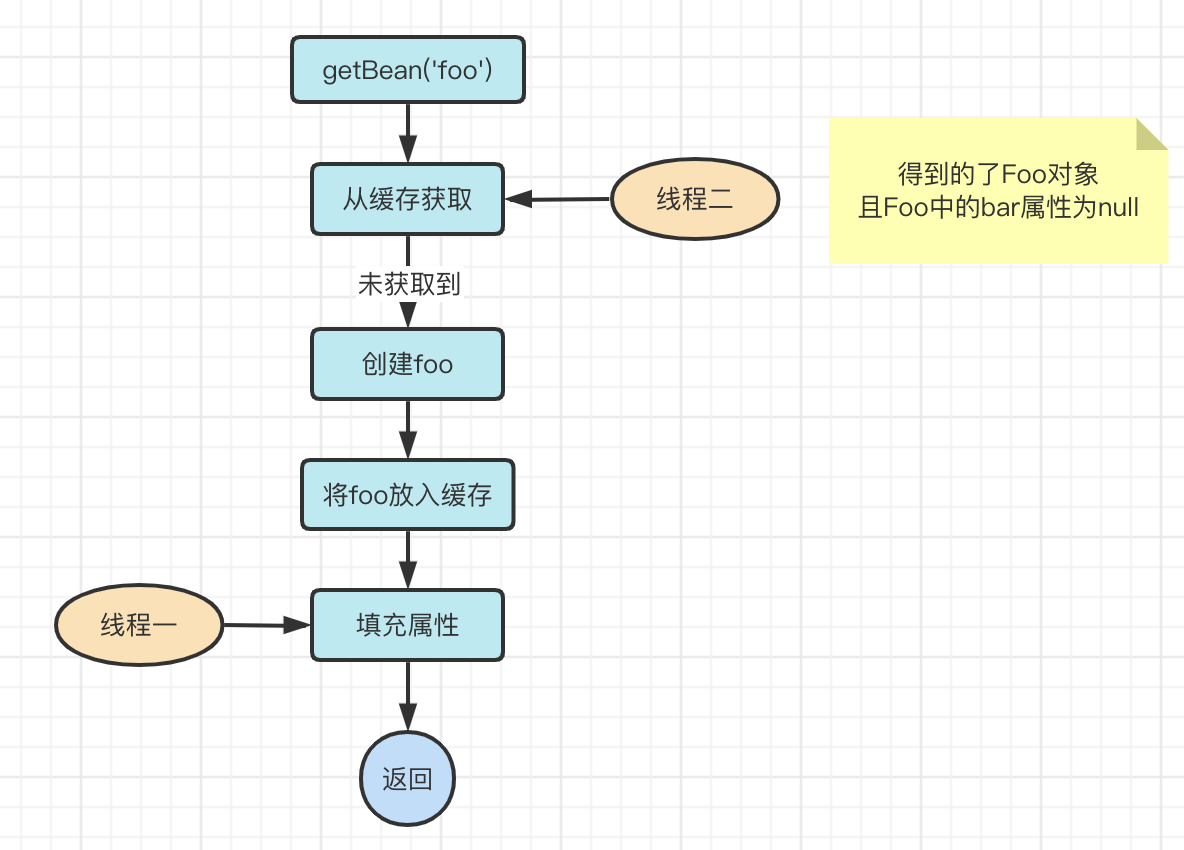 getBean('foo')
从缓存获取
线程二
得到的了Foo对象
且Foo中的bar属性为null
未获取到
创建foo
将foo放入缓存
线程一
填充属性
返回